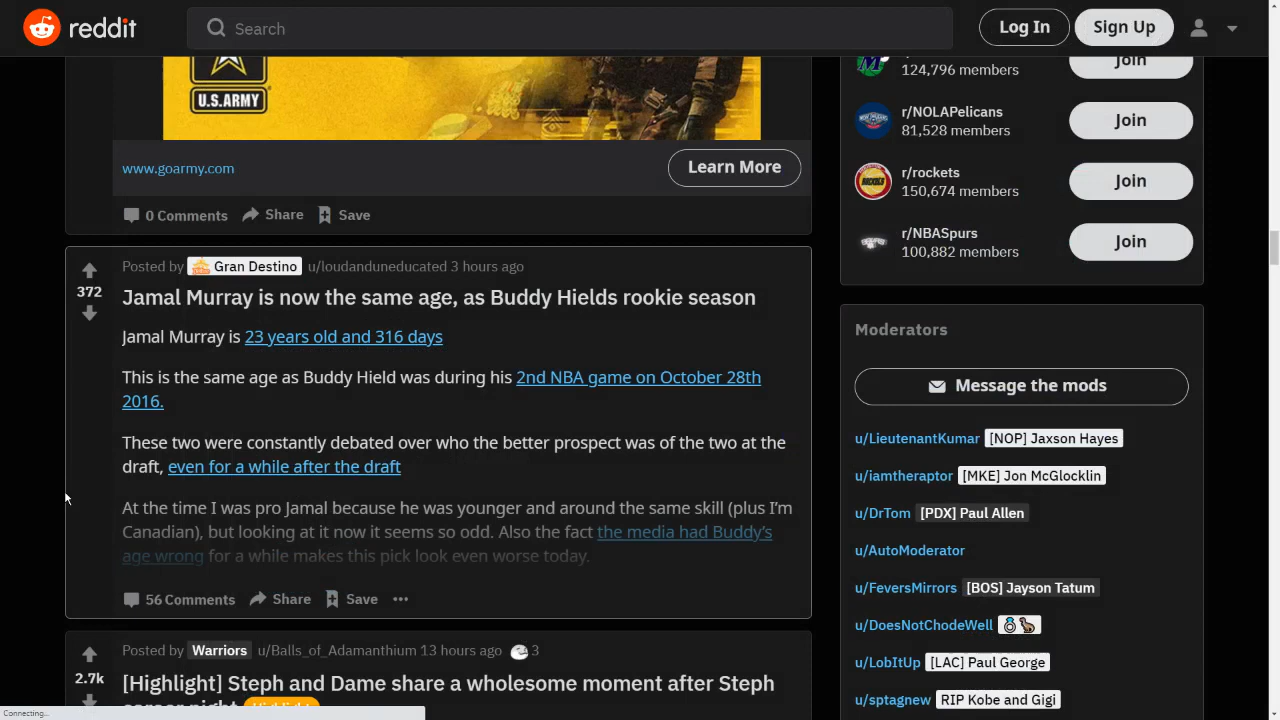 reddit
Search
Log In
Sign Up
124,796 members
Join
U.S.ARMY
r/NOLAPelicans
81,528 members
Join
www.goarmy.com
Learn More
r/rockets
150,674 members
Join
0 Comments
Share
Save
r/NBASpurs
100,882 members
Join
Posted by Gran Destino u/loudanduneducated 3 hours ago
372
Jamal Murray is now the same age, as Buddy Hields rookie season
Jamal Murray is 23 years old and 316 days
This is the same age as Buddy Hield was during his 2nd NBA game on October 28th
2016.
These two were constantly debated over who the better prospect was of the two at the
draft, even for a while after the draft
At the time I was pro Jamal because he was younger and around the same skill (plus I'm
Canadian), but looking at it now it seems so odd. Also the fact the media had Buddy's
age wrong for a while makes this pick look even worse today.
56 Comments
Share
Save
Moderators
Message the mods
u/LieutenantKumar [NOP] Jaxson Hayes
u/iamtheraptor [MKE] Jon McGlocklin
u/DrTom [PDX] Paul Allen
u/AutoModerator
u/FeversMirrors [BOS] Jayson Tatum
u/DoesNotChodeWell
u/LobItUp [LAC] Paul George
u/sptagnew RIP Kobe and Gigi
Posted by Warriors u/Balls_of_Adamanthium 13 hours ago 3
2.7k
[Highlight] Steph and Dame share a wholesome moment after Steph
career night Highlight
Connecting...